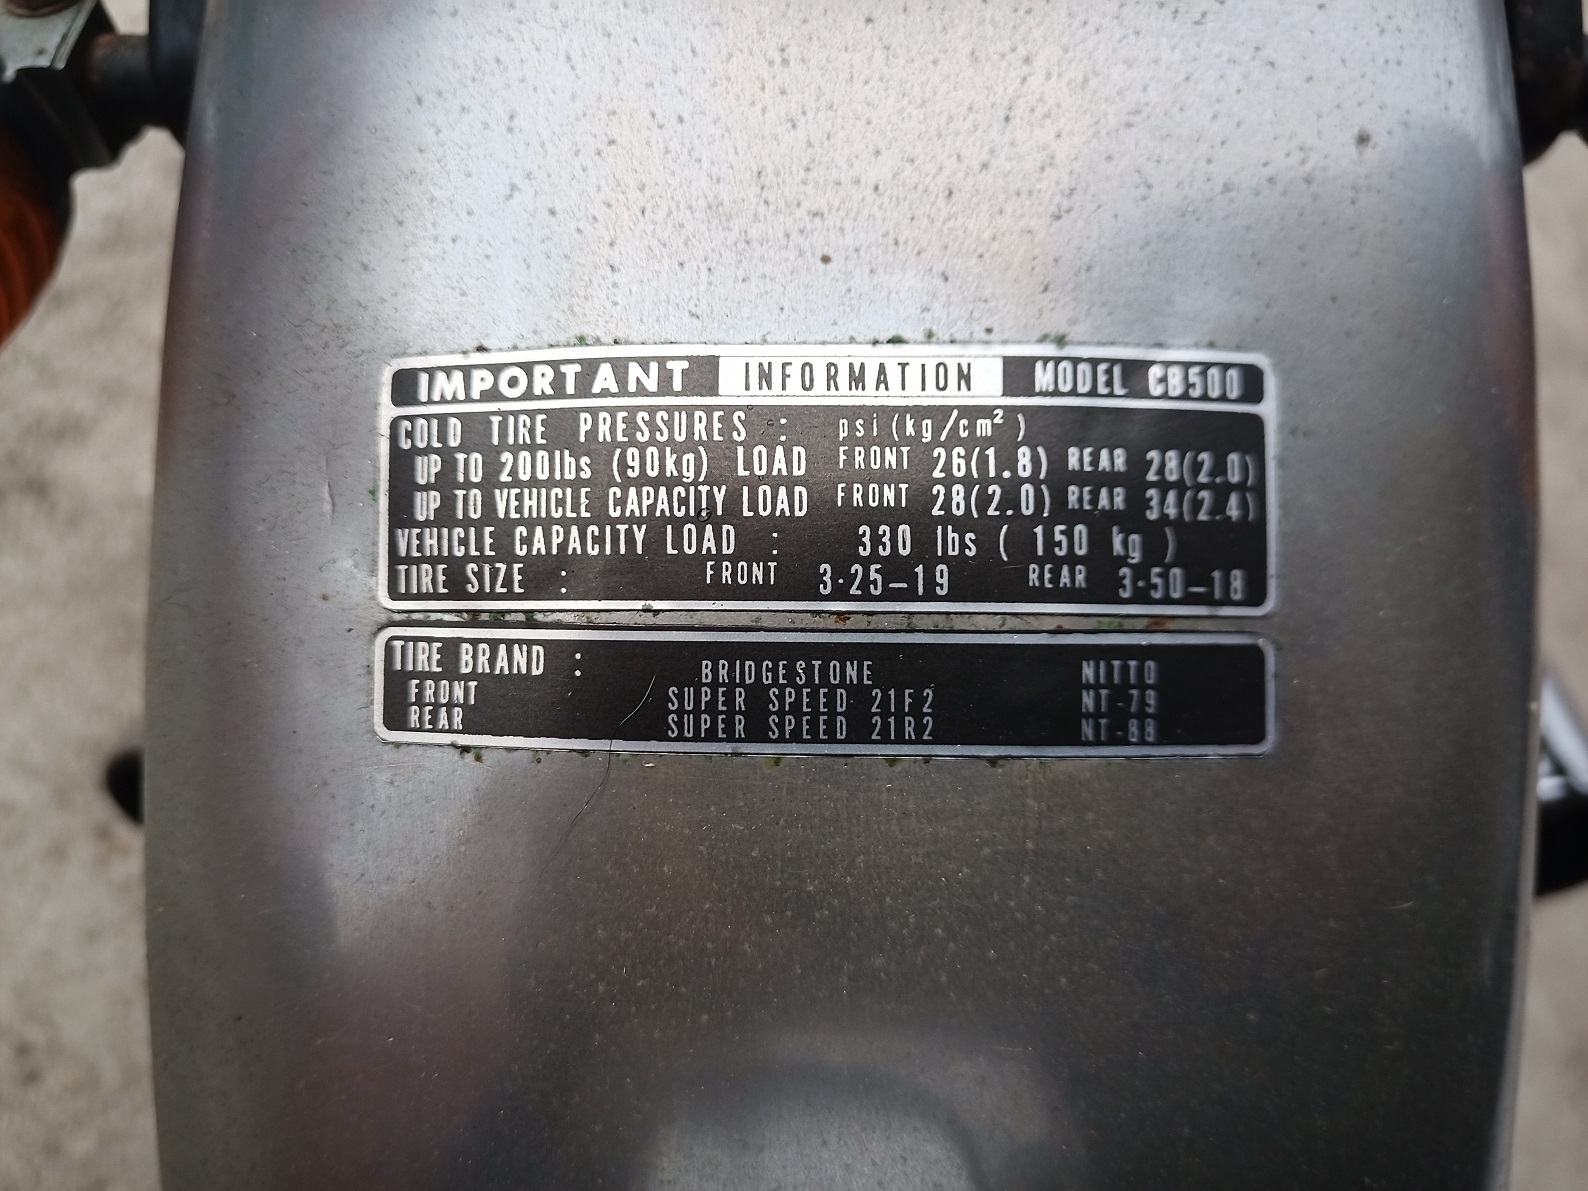 IMPORTANT INFORMATION MODEL CB500
COLD TIRE PRESSURES : psi (kg/cm²)
UP TO 200lbs (90kg) LOAD FRONT 26(1.8) REAR 28(2.0)
UP TO VEHICLE CAPACITY LOAD FRONT 28(2.0) REAR 34(2.4)
VEHICLE CAPACITY LOAD : 330 lbs ( 150 kg )
TIRE SIZE : FRONT 3·25-19 REAR 3·50-18
TIRE BRAND : BRIDGESTONE NITTO
FRONT SUPER SPEED 21F2 NT-79
REAR SUPER SPEED 21R2 NT-88